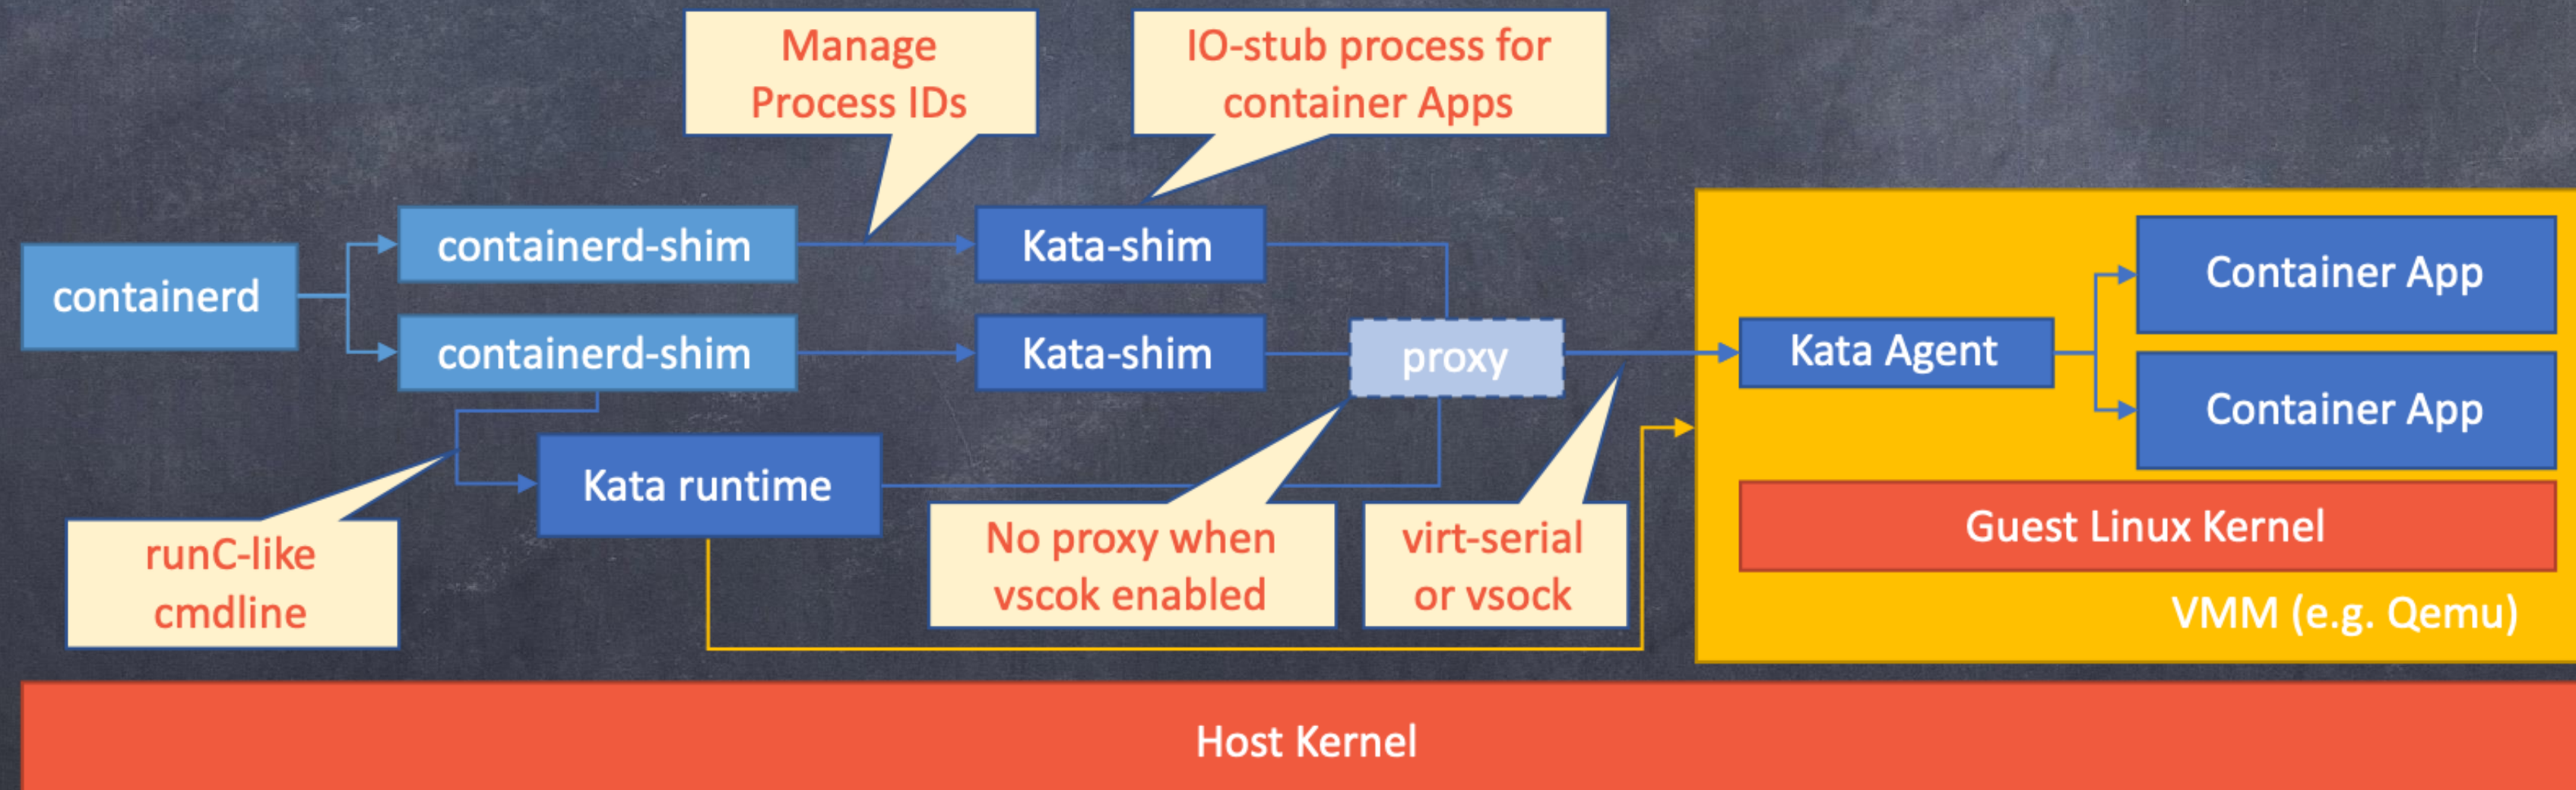 Manage
Process IDs
IO-stub process for
container Apps
containerd
containerd-shim
Kata-shim
containerd-shim
Kata-shim
proxy
Kata Agent
Container App
Container App
Kata runtime
runC-like
cmdline
No proxy when
vscok enabled
virt-serial
or vsock
Guest Linux Kernel
VMM (e.g. Qemu)
Host Kernel